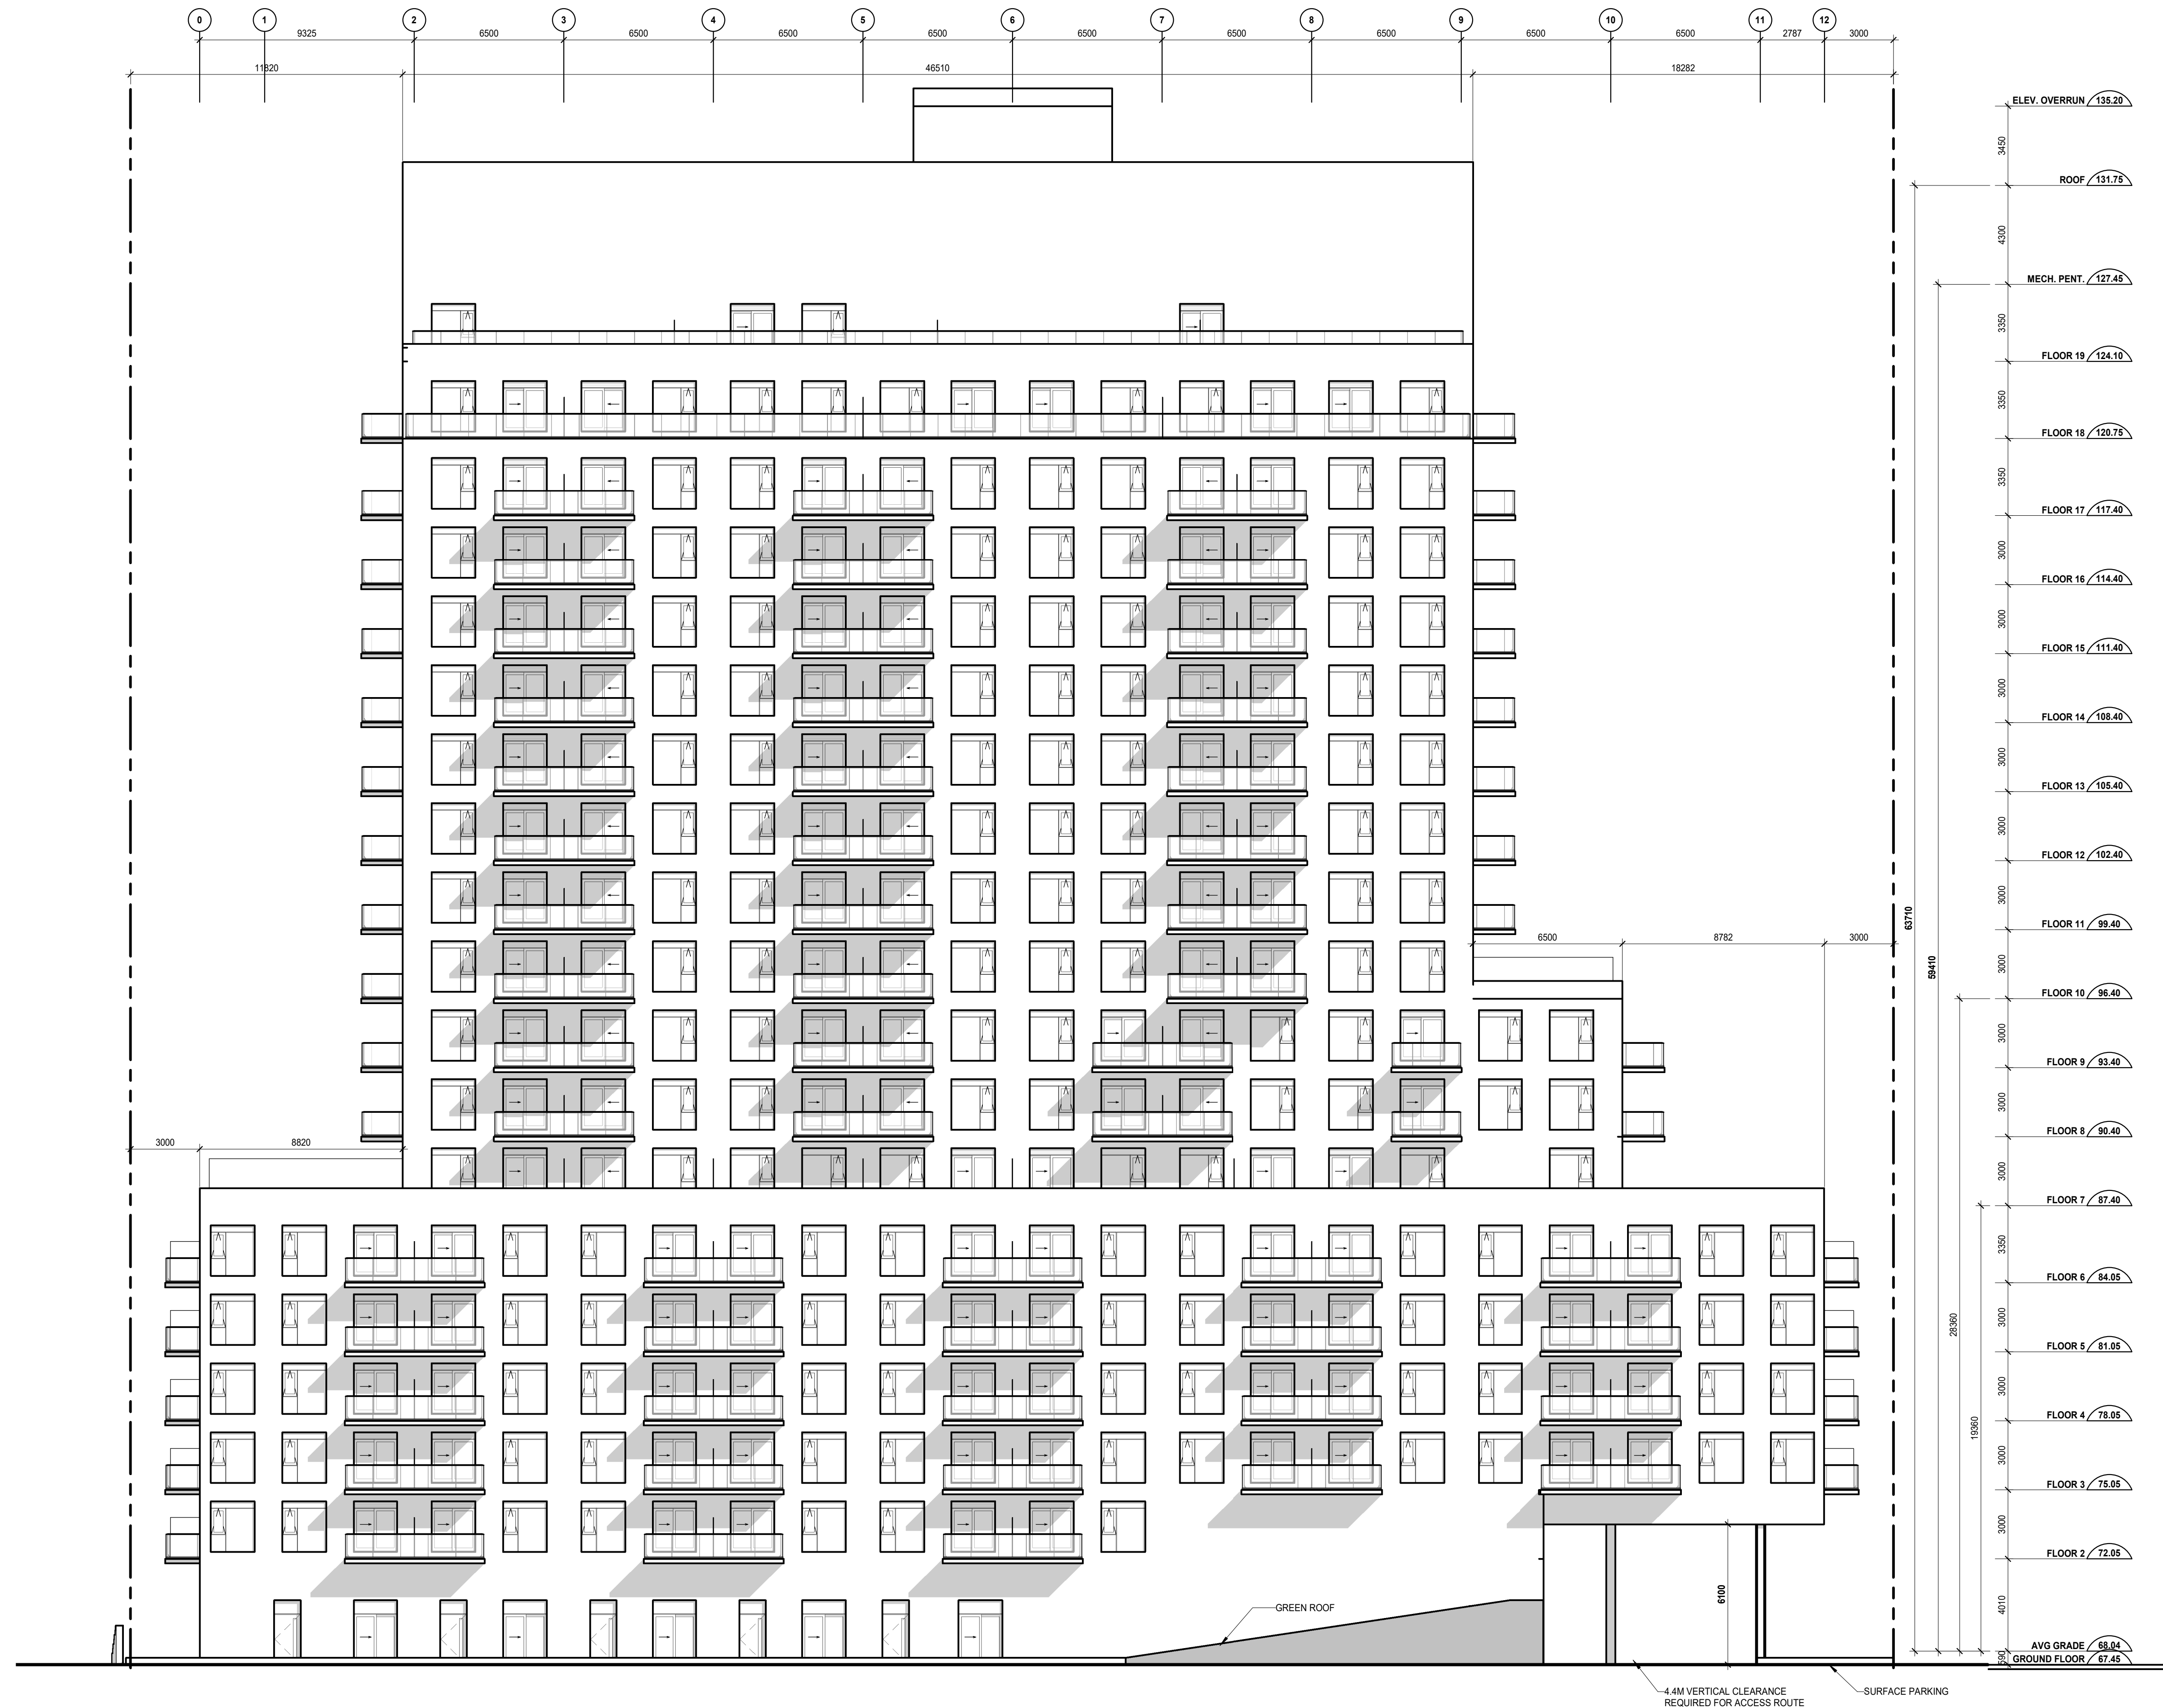 0 1 2 3 4 5 6 7 8 9 10 11 12
9325 6500 6500 6500 6500 6500 6500 6500 6500 6500 2787 3000
11820 46510 18282
ELEV. OVERRUN 135.20
3450
ROOF 131.75
4300
MECH. PENT. 127.45
3350
FLOOR 19 124.10
3350
FLOOR 18 120.75
3350
FLOOR 17 117.40
3000
FLOOR 16 114.40
3000
FLOOR 15 111.40
3000
FLOOR 14 108.40
3000
FLOOR 13 105.40
3000
FLOOR 12 102.40
3000
FLOOR 11 99.40
63710
6500 8782 3000
59410
3000
FLOOR 10 96.40
3000
FLOOR 9 93.40
3000
FLOOR 8 90.40
3000 8820
3000
FLOOR 7 87.40
3350
FLOOR 6 84.05
3000
28360
FLOOR 5 81.05
3000
FLOOR 4 78.05
19360
3000
FLOOR 3 75.05
3000
FLOOR 2 72.05
6100
4010
GREEN ROOF
AVG GRADE 68.04
590
GROUND FLOOR 67.45
4.4M VERTICAL CLEARANCE
REQUIRED FOR ACCESS ROUTE
SURFACE PARKING